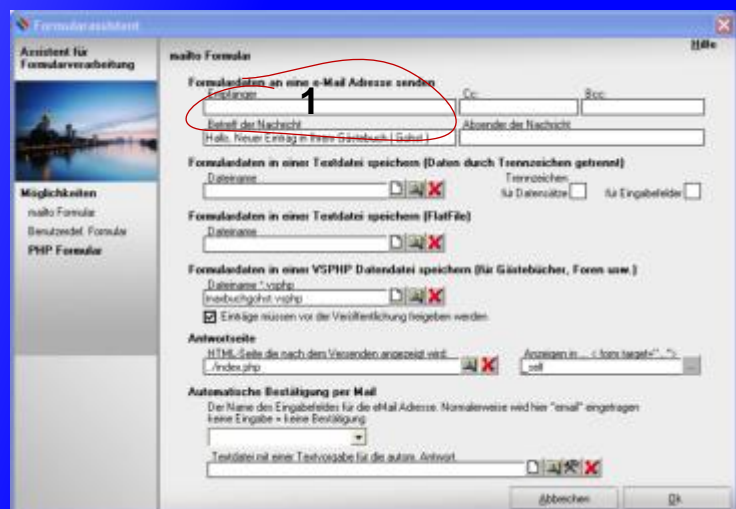 Formularassistent
Assistent für
Formularverarbeitung
Möglichkeiten
mailto Formular
Benutzerdef. Formular
PHP Formular
Hilfe
mailto Formular
Formulardaten an eine e-Mail Adresse senden
Empfänger
Cc:
Bcc:
1
Betreff der Nachricht
Absender der Nachricht
Hallo, Neuer Eintrag in Ihrem Gästebuch ( Gohst )
Formulardaten in einer Textdatei speichern (Daten durch Trennzeichen getrennt)
Dateiname
Trennzeichen
für Datensätze
für Eingabefelder
Formulardaten in einer Textdatei speichern (FlatFile)
Dateiname
Formulardaten in einer VSPHP Datendatei speichern (für Gästebücher, Foren usw.)
Dateiname *.vsphp
Einträge müssen vor der Veröffentlichung freigeben werden.
Antwortseite
HTML-Seite die nach dem Versenden angezeigt wird:
Anzeigen in ... < form target="...">
./index.php
_self
...
Automatische Bestätigung per Mail
Der Name des Eingabefeldes für die eMail Adresse. Normalerweise wird hier "email" eingetragen
keine Eingabe = keine Bestätigung
Textdatei mit einer Textvorgabe für die autom. Antwort.
Abbrechen
Ok